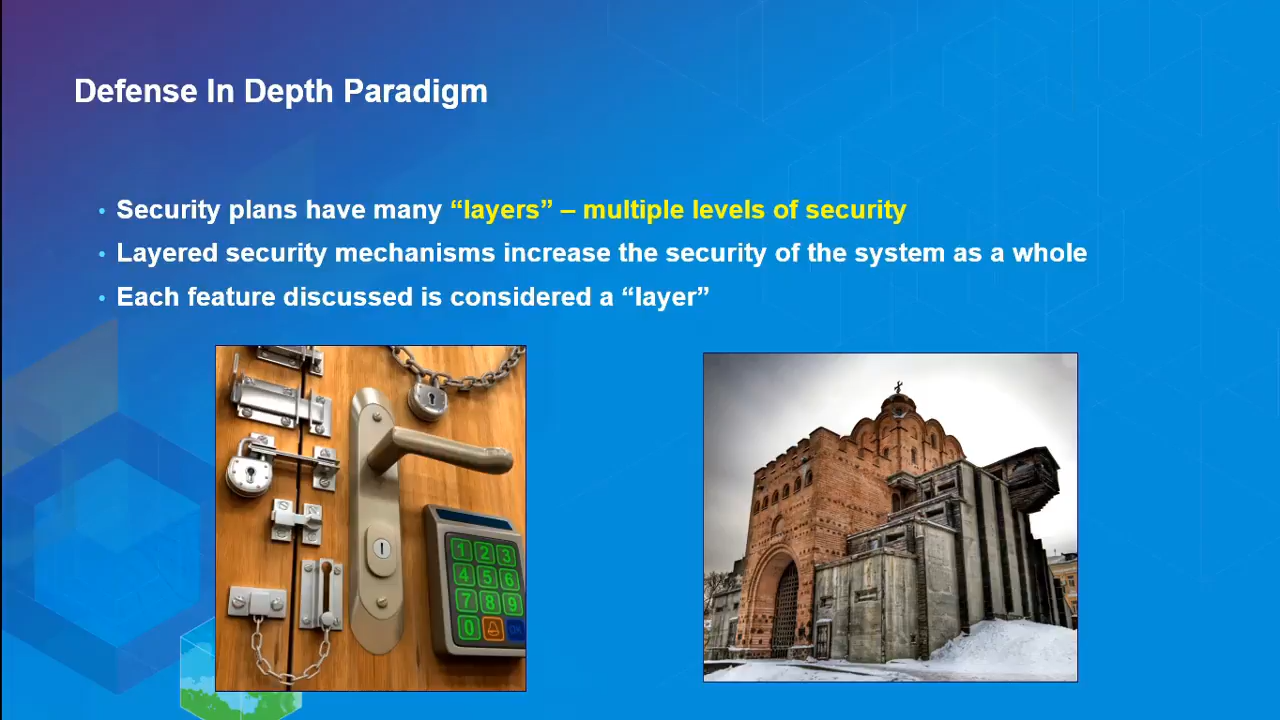 Defense In Depth Paradigm
• Security plans have many “layers” – multiple levels of security
• Layered security mechanisms increase the security of the system as a whole
• Each feature discussed is considered a “layer”
1 2 3
4 5 6
7 8 9
0 OK